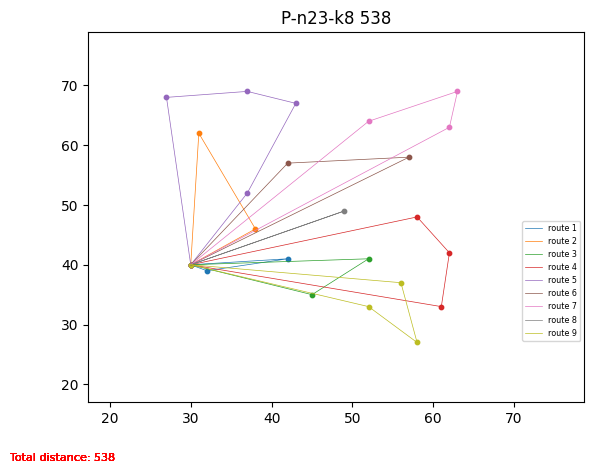 P-n23-k8 538
70
60
50
40
30
20
20 30 40 50 60 70
route 1
route 2
route 3
route 4
route 5
route 6
route 7
route 8
route 9
Total distance: 538